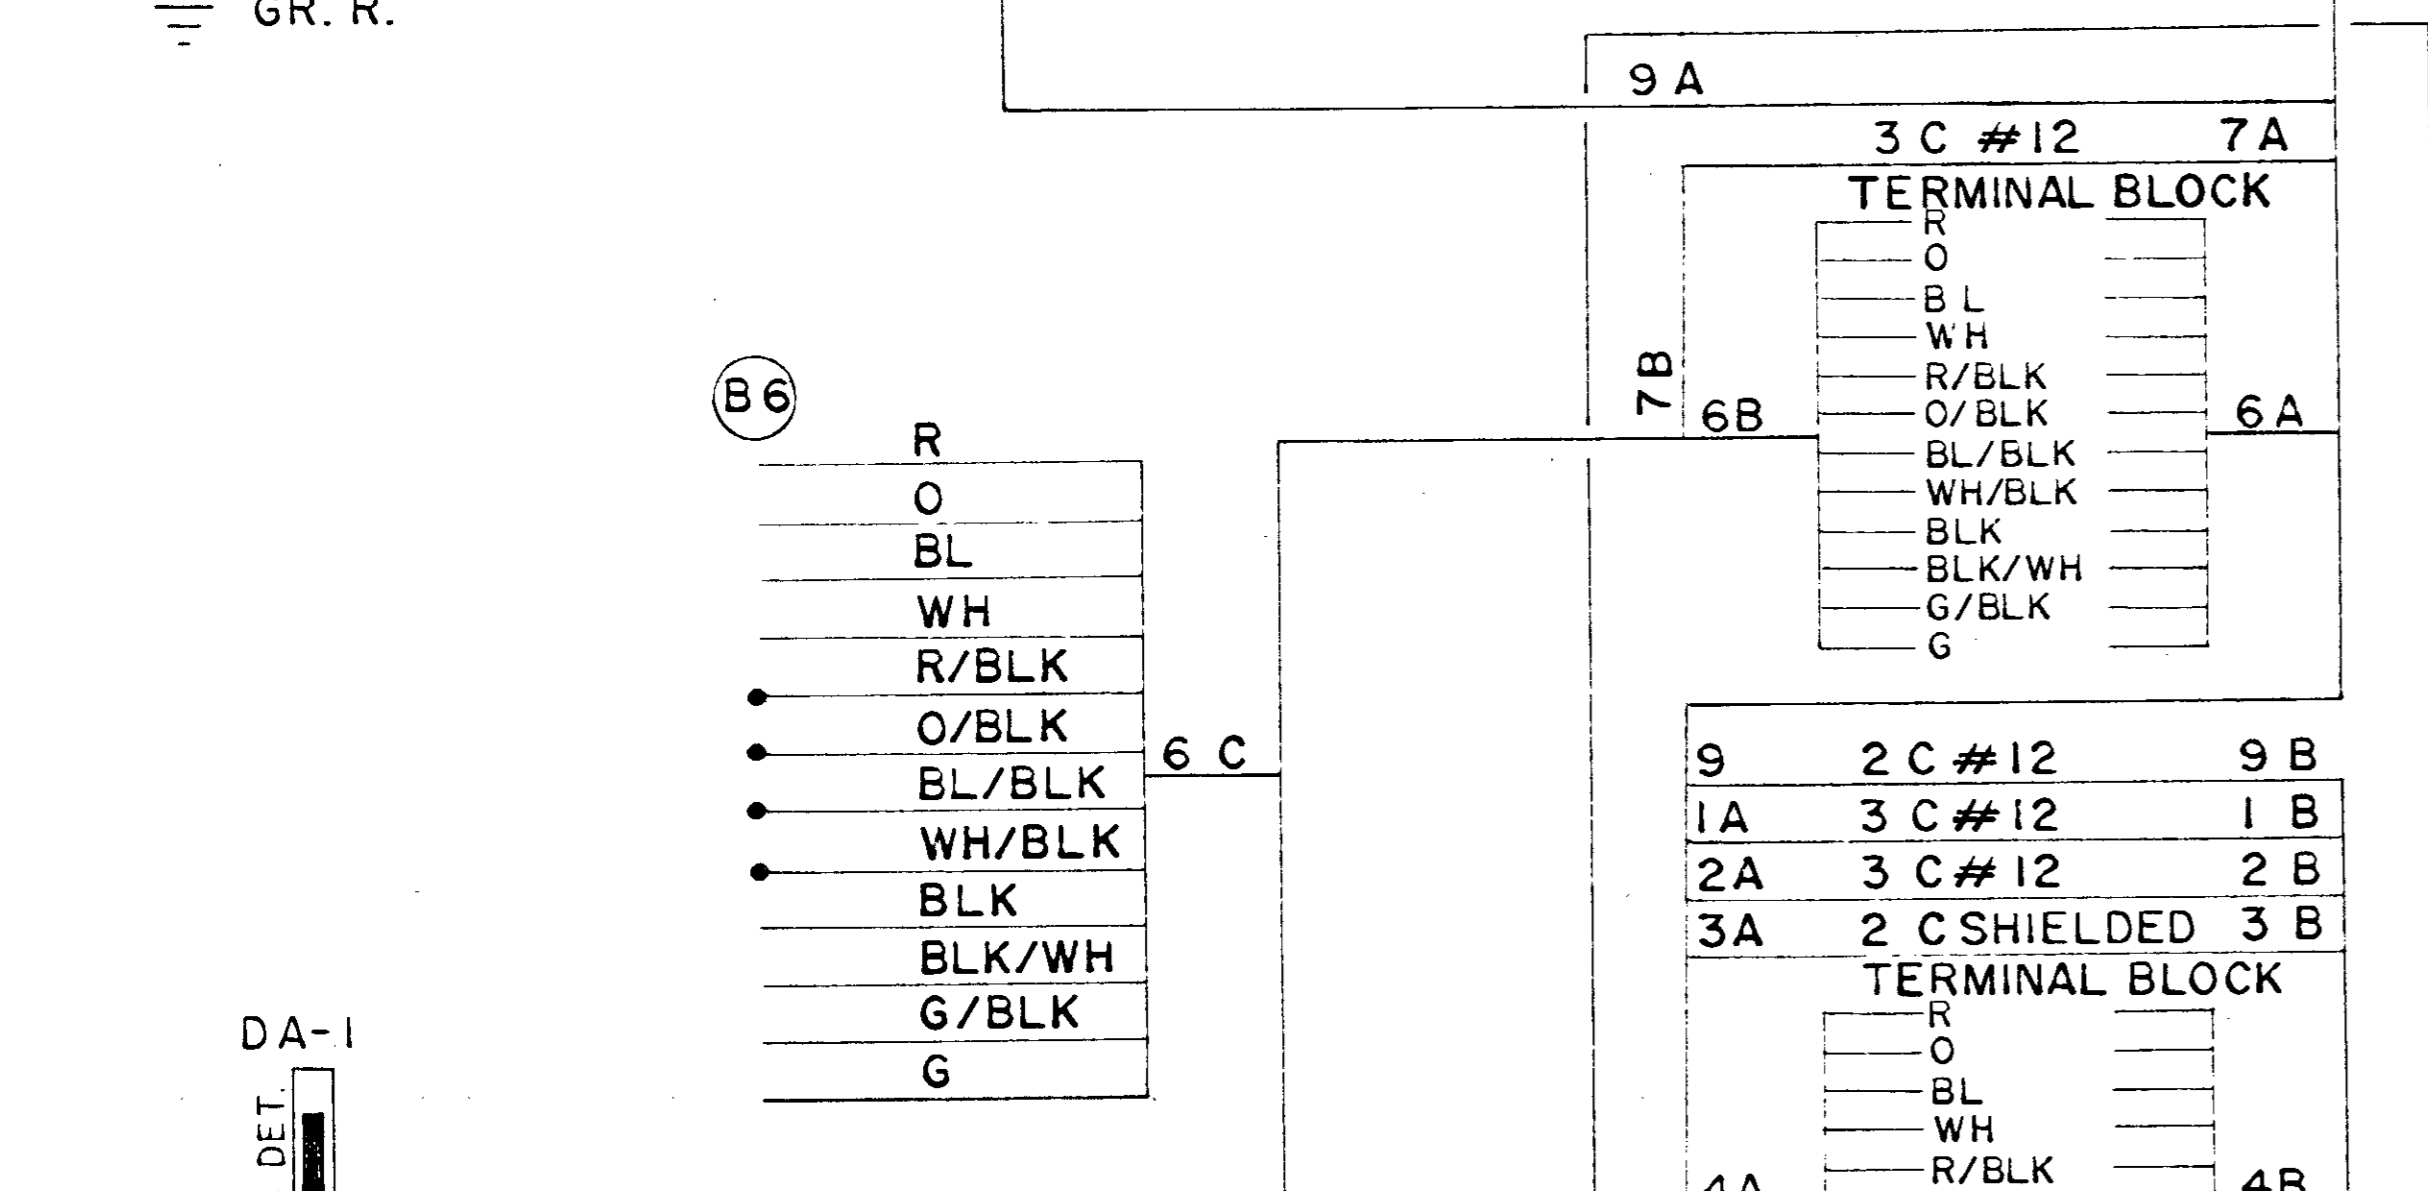 GR. R.
9 A
3 C #12 7A
TERMINAL BLOCK
R
O
BL
WH
R/BLK
O/BLK
BL/BLK
WH/BLK
BLK
BLK/WH
G/BLK
G
7B
6B
6A
B6
R
O
BL
WH
R/BLK
O/BLK
BL/BLK
WH/BLK
BLK
BLK/WH
G/BLK
G
6 C
9 2 C #12 9 B
1A 3 C #12 1 B
2A 3 C #12 2 B
3A 2 C SHIELDED 3 B
TERMINAL BLOCK
R
O
BL
WH
R/BLK
4A
4B
DA-1
DET.